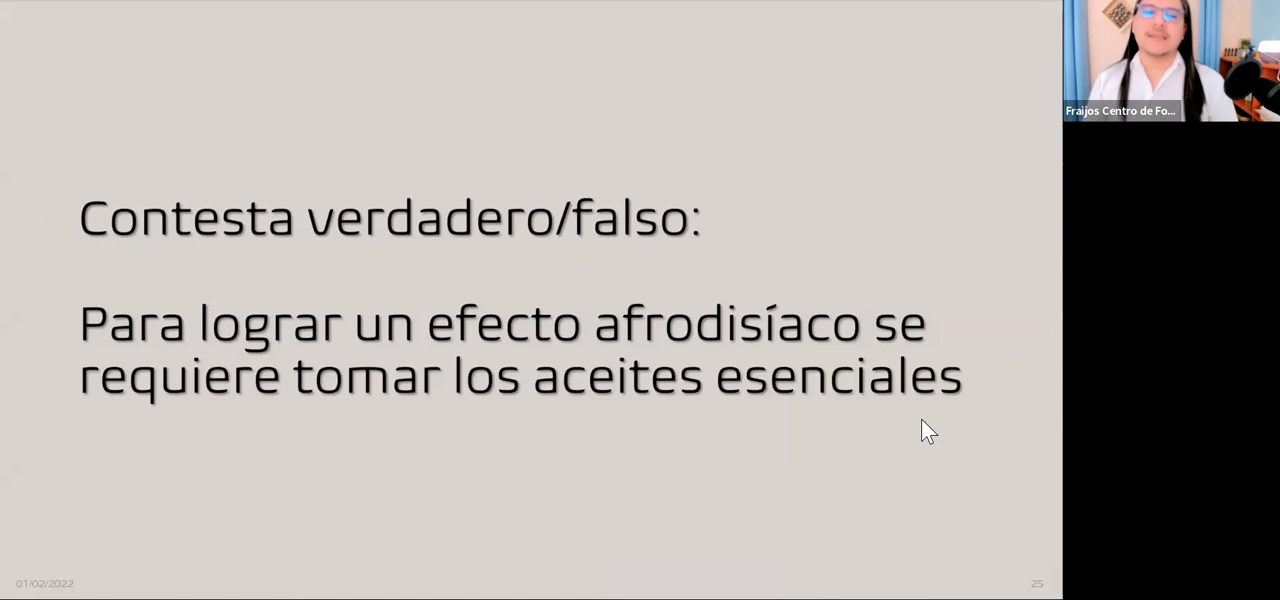 Contesta verdadero/falso:
Para lograr un efecto afrodisíaco se
requiere tomar los aceites esenciales
Fraijos Centro de Fo...
01/02/2022
25